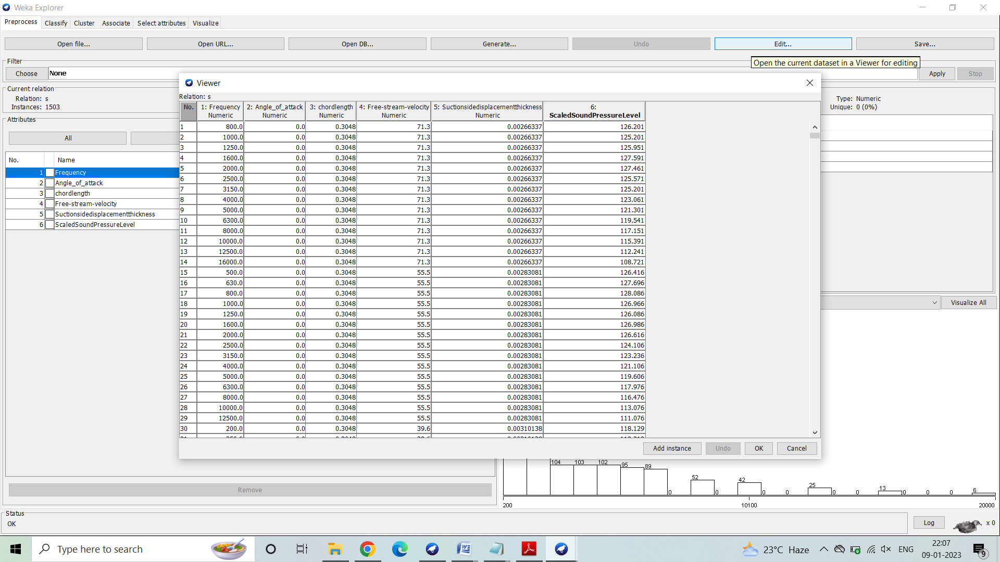 Weka Explorer
Preprocess Classify Cluster Associate Select attributes Visualize
Open file... Open URL... Open DB... Generate... Undo Edit... Save...
Filter
Open the current dataset in a Viewer for editing
Choose None Apply Stop
Current relation
Relation: s
Instances: 1503
Type: Numeric
Unique: 0 (0%)
Attributes
All
No. Name
1 Frequency
2 Angle_of_attack
3 chordlength
4 Free-stream-velocity
5 Suctionsidedisplacementthickness
6 ScaledSoundPressureLevel
Remove
Viewer
Relation: s
No. 1: Frequency 2: Angle_of_attack 3: chordlength 4: Free-stream-velocity 5: Suctionsidedisplacementthickness 6:
Numeric Numeric Numeric Numeric Numeric ScaledSoundPressureLevel
1 800.0 0.0 0.3048 71.3 0.00266337 126.201
2 1000.0 0.0 0.3048 71.3 0.00266337 125.201
3 1250.0 0.0 0.3048 71.3 0.00266337 125.951
4 1600.0 0.0 0.3048 71.3 0.00266337 127.591
5 2000.0 0.0 0.3048 71.3 0.00266337 127.461
6 2500.0 0.0 0.3048 71.3 0.00266337 125.571
7 3150.0 0.0 0.3048 71.3 0.00266337 125.201
8 4000.0 0.0 0.3048 71.3 0.00266337 123.061
9 5000.0 0.0 0.3048 71.3 0.00266337 121.301
10 6300.0 0.0 0.3048 71.3 0.00266337 119.541
11 8000.0 0.0 0.3048 71.3 0.00266337 117.151
12 10000.0 0.0 0.3048 71.3 0.00266337 115.391
13 12500.0 0.0 0.3048 71.3 0.00266337 112.241
14 16000.0 0.0 0.3048 71.3 0.00266337 108.721
15 500.0 0.0 0.3048 55.5 0.00283081 126.416
16 630.0 0.0 0.3048 55.5 0.00283081 127.696
17 800.0 0.0 0.3048 55.5 0.00283081 128.086
18 1000.0 0.0 0.3048 55.5 0.00283081 126.966
19 1250.0 0.0 0.3048 55.5 0.00283081 126.086
20 1600.0 0.0 0.3048 55.5 0.00283081 126.986
21 2000.0 0.0 0.3048 55.5 0.00283081 126.616
22 2500.0 0.0 0.3048 55.5 0.00283081 124.106
23 3150.0 0.0 0.3048 55.5 0.00283081 123.236
24 4000.0 0.0 0.3048 55.5 0.00283081 121.106
25 5000.0 0.0 0.3048 55.5 0.00283081 119.606
26 6300.0 0.0 0.3048 55.5 0.00283081 117.976
27 8000.0 0.0 0.3048 55.5 0.00283081 116.476
28 10000.0 0.0 0.3048 55.5 0.00283081 113.076
29 12500.0 0.0 0.3048 55.5 0.00283081 111.076
30 200.0 0.0 0.3048 39.6 0.00310138 118.129
Add instance Undo OK Cancel
Visualize All
104 103 102 95 89 0 52 0 42 0 0 25 0 0 13 0 0 0 6
200 10100 20000
Status
OK
Log x 0
Type here to search
23°C Haze ENG 22:07
09-01-2023
9